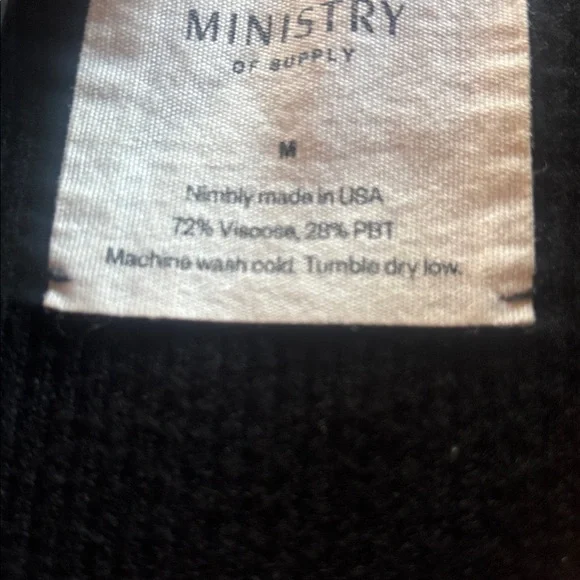 MINISTRY
OF SUPPLY
M
Nimbly made in USA
72% Viscose, 28% PBT
Machine wash cold. Tumble dry low.